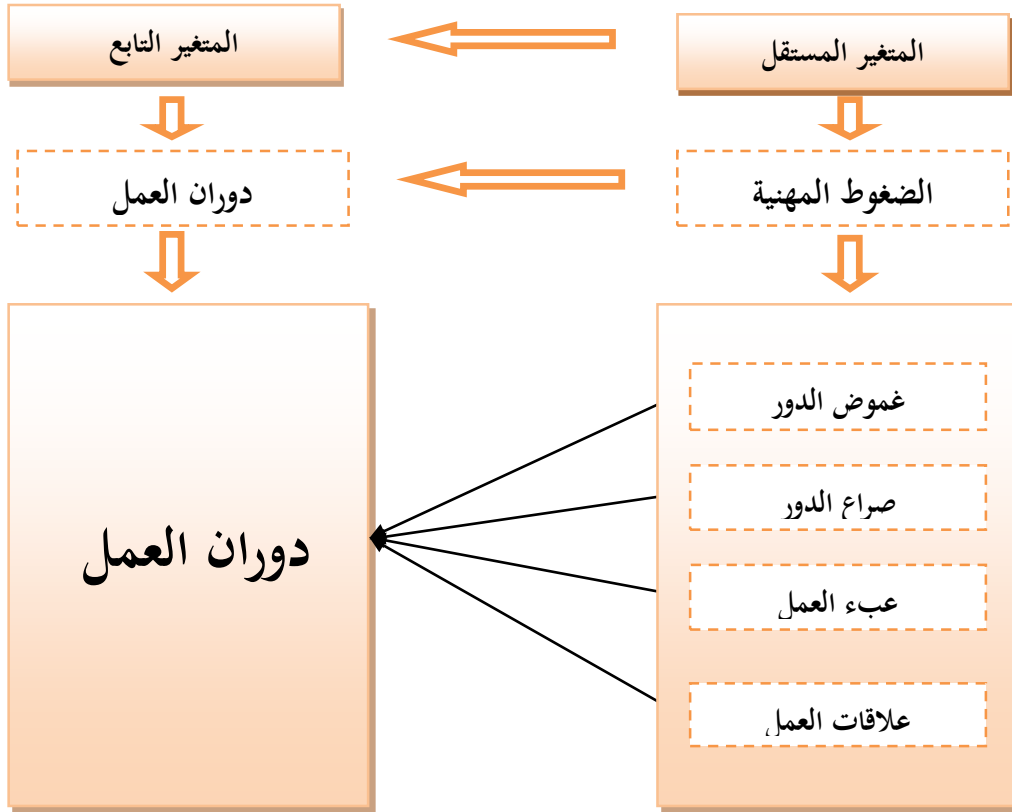 المتغير المستقل
المتغير التابع
الضغوط المهنية
دوران العمل
غموض الدور
صراع الدور
عبء العمل
علاقات العمل
دوران العمل